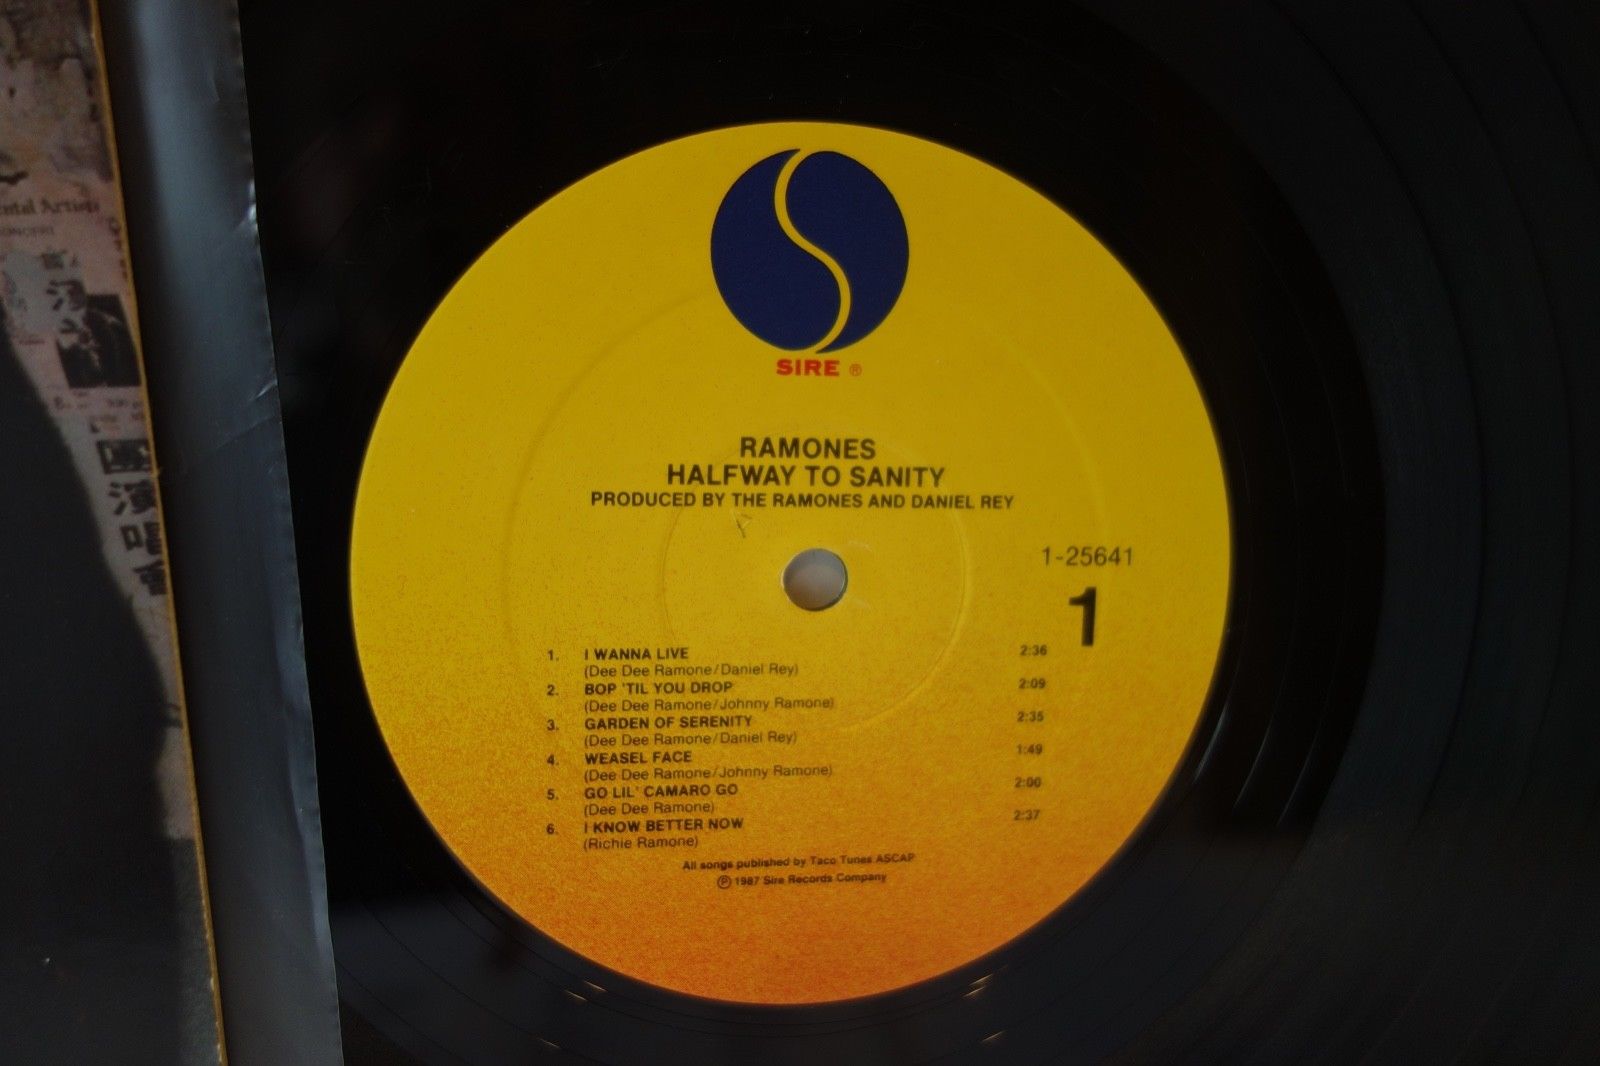 SIRE ®
RAMONES
HALFWAY TO SANITY
PRODUCED BY THE RAMONES AND DANIEL REY
1-25641
1
1. I WANNA LIVE 2:36
(Dee Dee Ramone/Daniel Rey)
2. BOP 'TIL YOU DROP 2:09
(Dee Dee Ramone/Johnny Ramone)
3. GARDEN OF SERENITY 2:35
(Dee Dee Ramone/Daniel Rey)
4. WEASEL FACE 1:49
(Dee Dee Ramone/Johnny Ramone)
5. GO LIL' CAMARO GO 2:00
(Dee Dee Ramone)
6. I KNOW BETTER NOW 2:37
(Richie Ramone)
All songs published by Taco Tunes ASCAP
℗ 1987 Sire Records Company
團演唱會